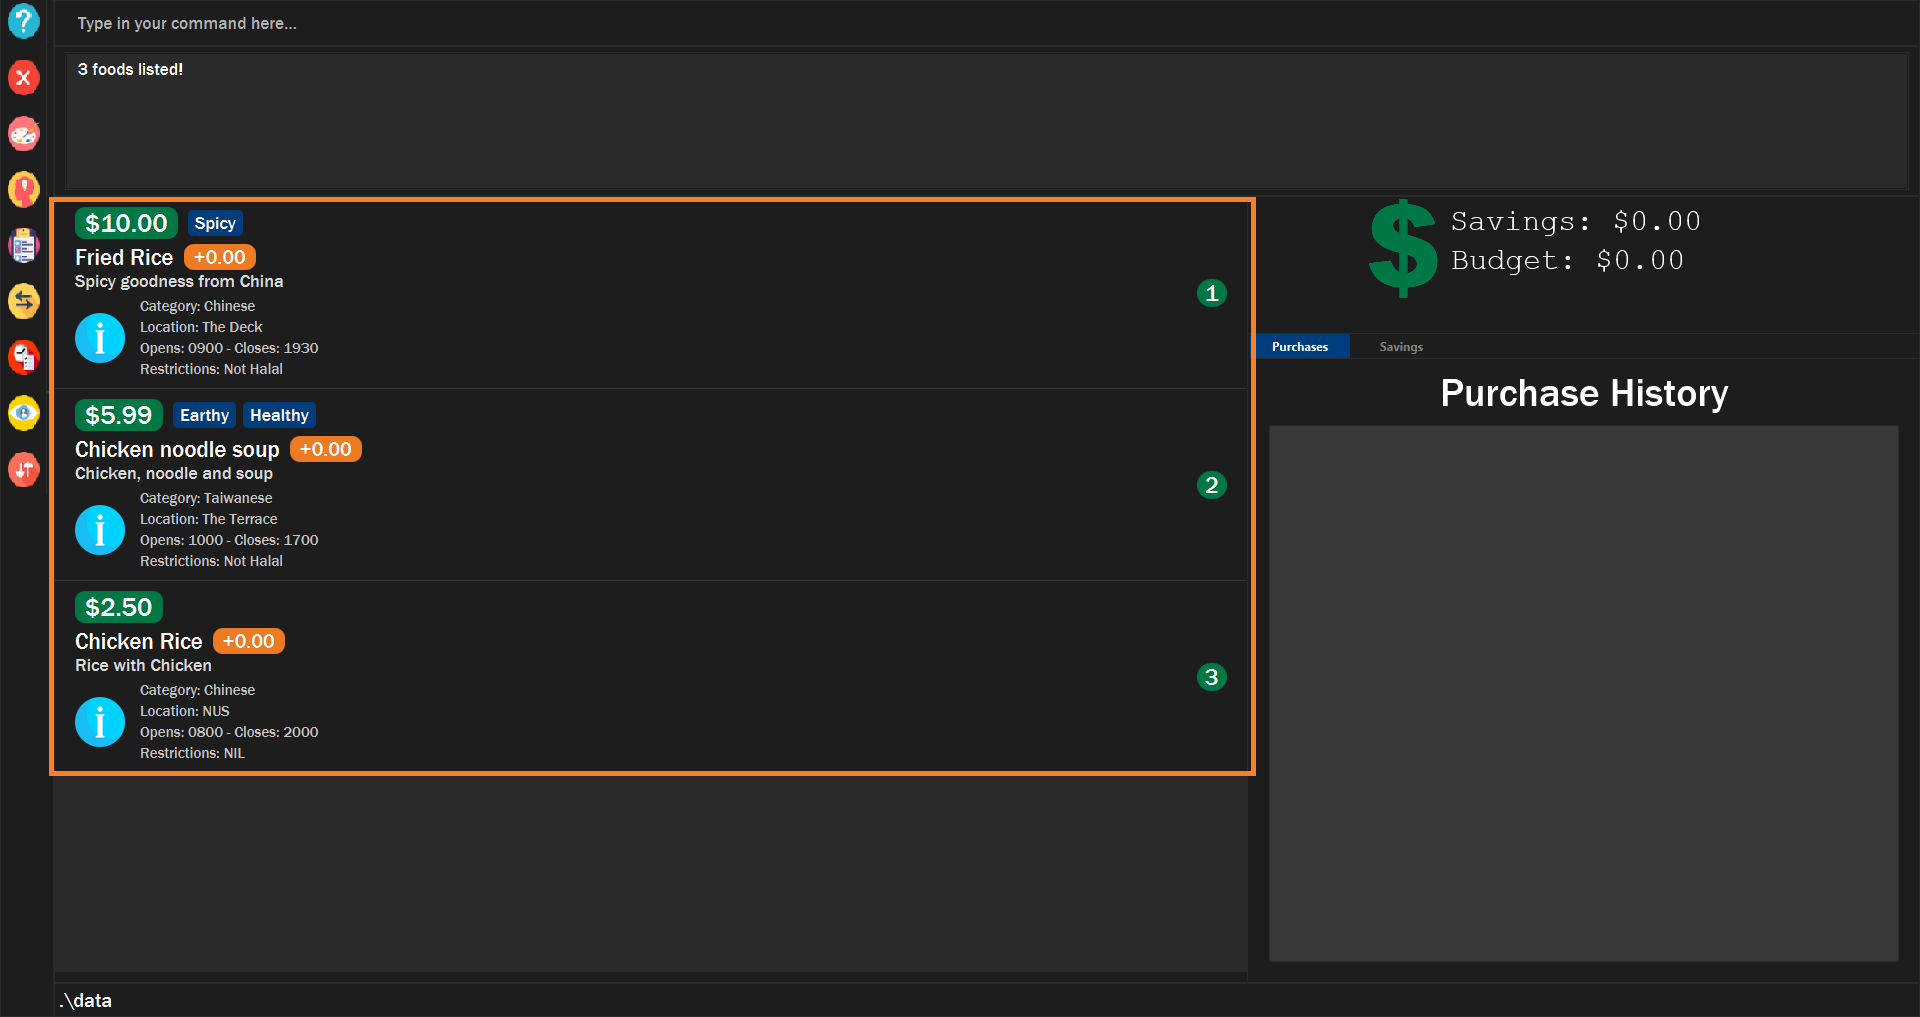 Type in your command here...
3 foods listed!
$10.00 Spicy
Fried Rice +0.00
Spicy goodness from China
Category: Chinese
Location: The Deck
Opens: 0900 - Closes: 1930
Restrictions: Not Halal
1
$5.99 Earthy Healthy
Chicken noodle soup +0.00
Chicken, noodle and soup
Category: Taiwanese
Location: The Terrace
Opens: 1000 - Closes: 1700
Restrictions: Not Halal
2
$2.50
Chicken Rice +0.00
Rice with Chicken
Category: Chinese
Location: NUS
Opens: 0800 - Closes: 2000
Restrictions: NIL
3
$
Savings: $0.00
Budget: $0.00
Purchases Savings
Purchase History
.\data